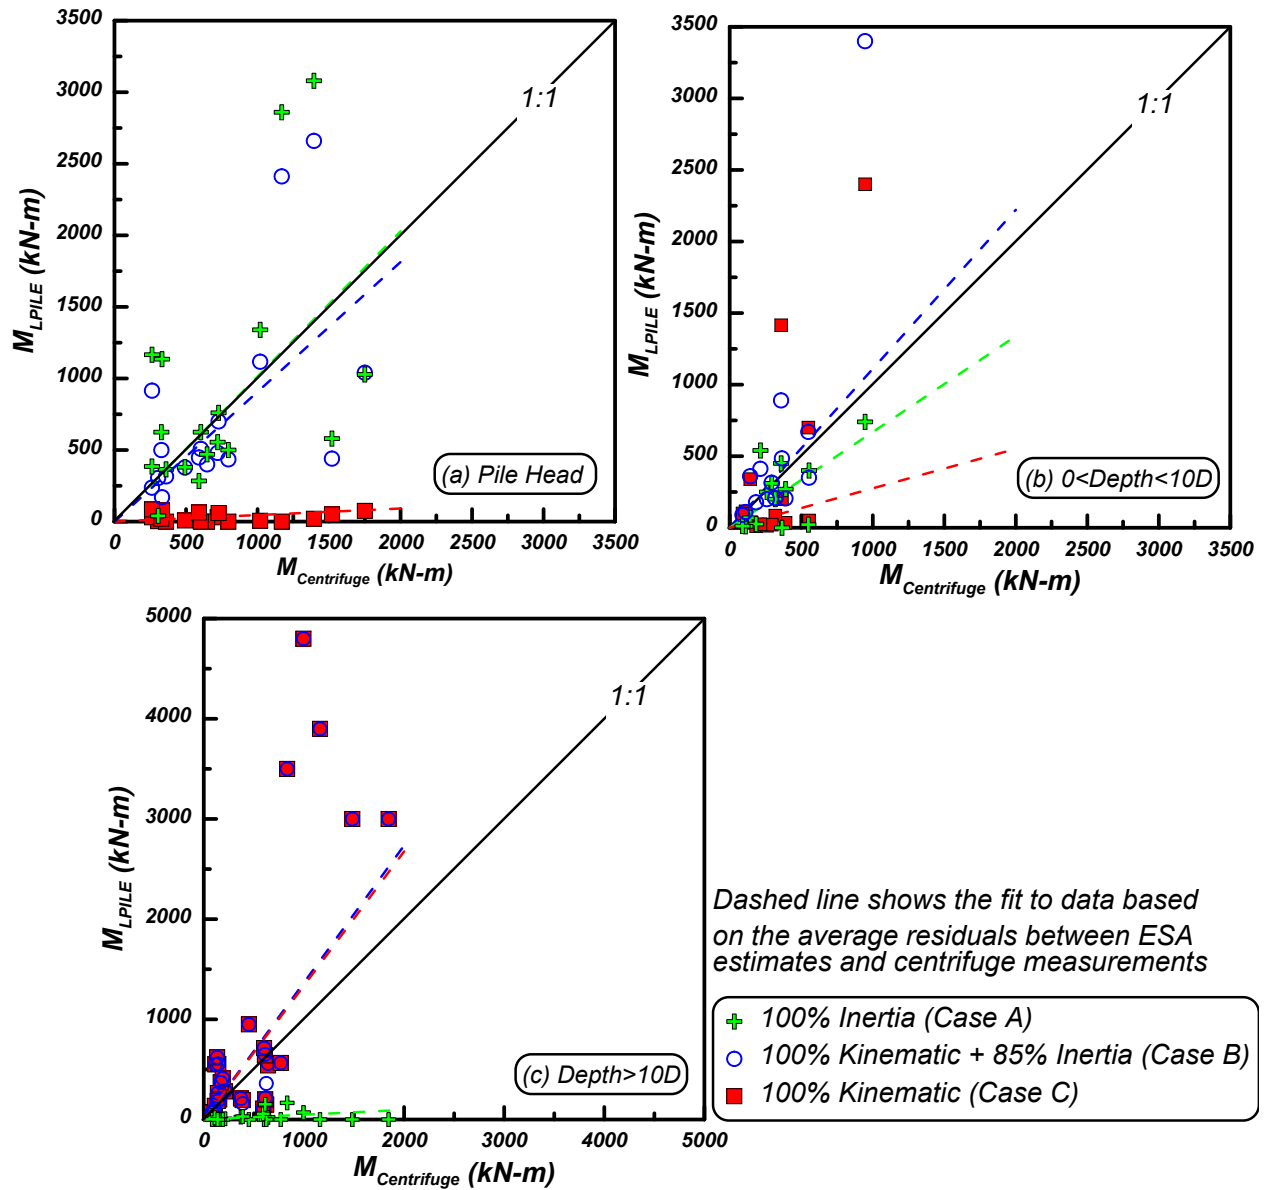 3500
3000
2500
2000
1500
1000
500
0
M_LPILE (kN-m)
1:1
(a) Pile Head
0 500 1000 1500 2000 2500 3000 3500
M_Centrifuge (kN-m)
3500
3000
2500
2000
1500
1000
500
0
M_LPILE (kN-m)
1:1
(b) 0<Depth<10D
0 500 1000 1500 2000 2500 3000 3500
M_Centrifuge (kN-m)
5000
4000
3000
2000
1000
0
M_LPILE (kN-m)
1:1
(c) Depth>10D
0 1000 2000 3000 4000 5000
M_Centrifuge (kN-m)
Dashed line shows the fit to data based
on the average residuals between ESA
estimates and centrifuge measurements
100% Inertia (Case A)
100% Kinematic + 85% Inertia (Case B)
100% Kinematic (Case C)